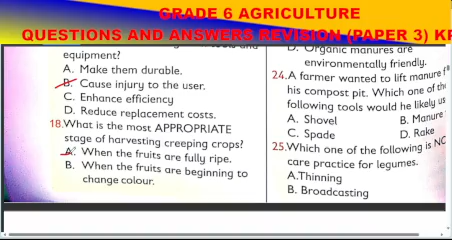 GRADE 6 AGRICULTURE
QUESTIONS AND ANSWERS REVISION (PAPER 3)
equipment?
A. Make them durable.
B. Cause injury to the user.
C. Enhance efficiency
D. Reduce replacement costs.
18.What is the most APPROPRIATE
stage of harvesting creeping crops?
A. When the fruits are fully ripe.
B. When the fruits are beginning to
change colour.
D. Organic manures are
environmentally friendly.
24.A farmer wanted to lift manure
his compost pit. Which one of
following tools would he likely
A. Shovel
B. Manure
C. Spade
D. Rake
25.Which one of the following is
care practice for legumes.
A.Thinning
B. Broadcasting